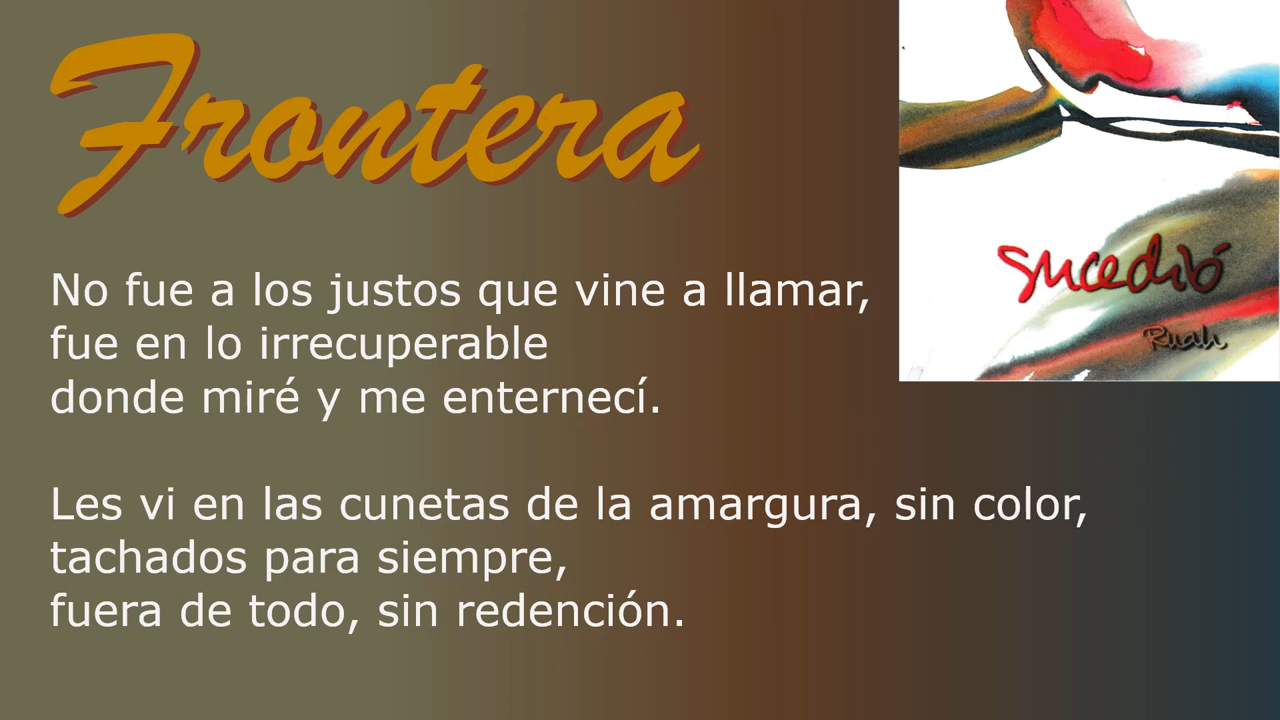 Frontera
sucedió
Ruah
No fue a los justos que vine a llamar,
fue en lo irrecuperable
donde miré y me enternecí.
Les vi en las cunetas de la amargura, sin color,
tachados para siempre,
fuera de todo, sin redención.